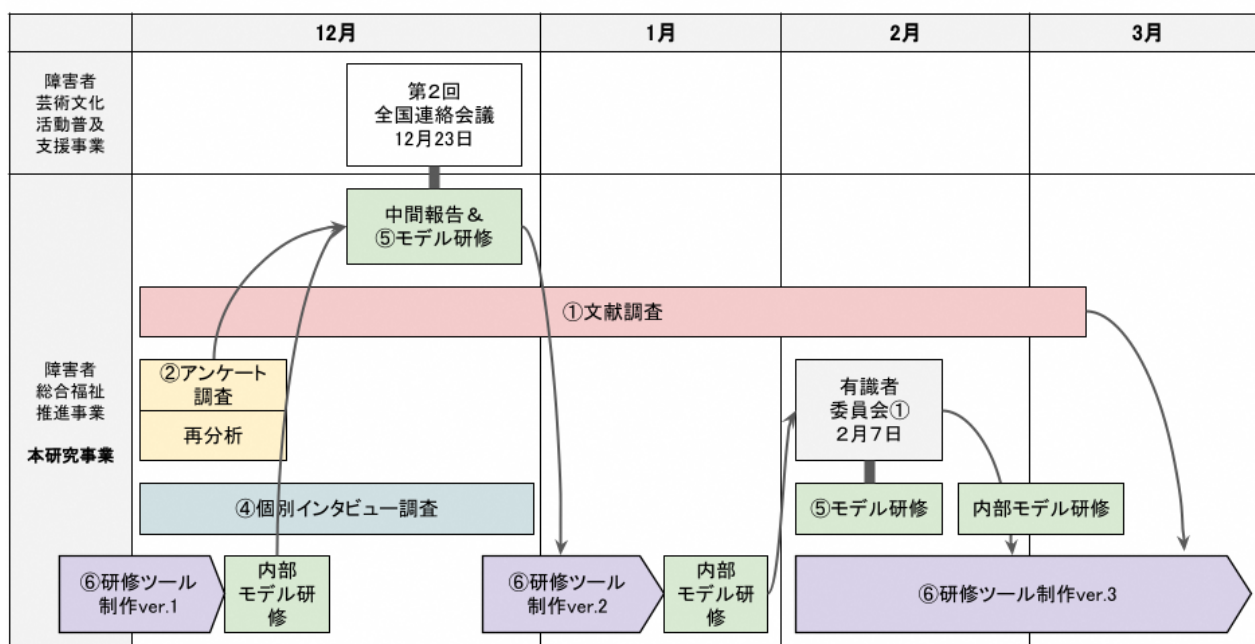 12月
1月
2月
3月
障害者
芸術文化
活動普及
支援事業
第2回
全国連絡会議
12月23日
障害者
総合福祉
推進事業
本研究事業
中間報告＆
⑤モデル研修
①文献調査
②アンケート
調査
再分析
有識者
委員会①
2月7日
④個別インタビュー調査
⑤モデル研修
内部モデル研修
⑥研修ツール
制作ver.1
内部
モデル研
修
⑥研修ツール
制作ver.2
内部
モデル研
修
⑥研修ツール制作ver.3